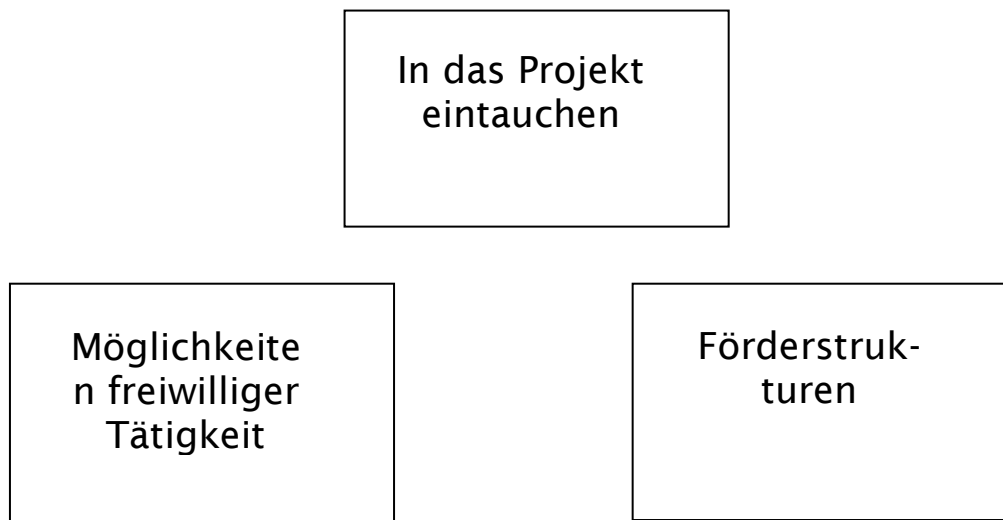 In das Projekt
eintauchen
Möglichkeite
n freiwilliger
Tätigkeit
Förderstruk-
turen